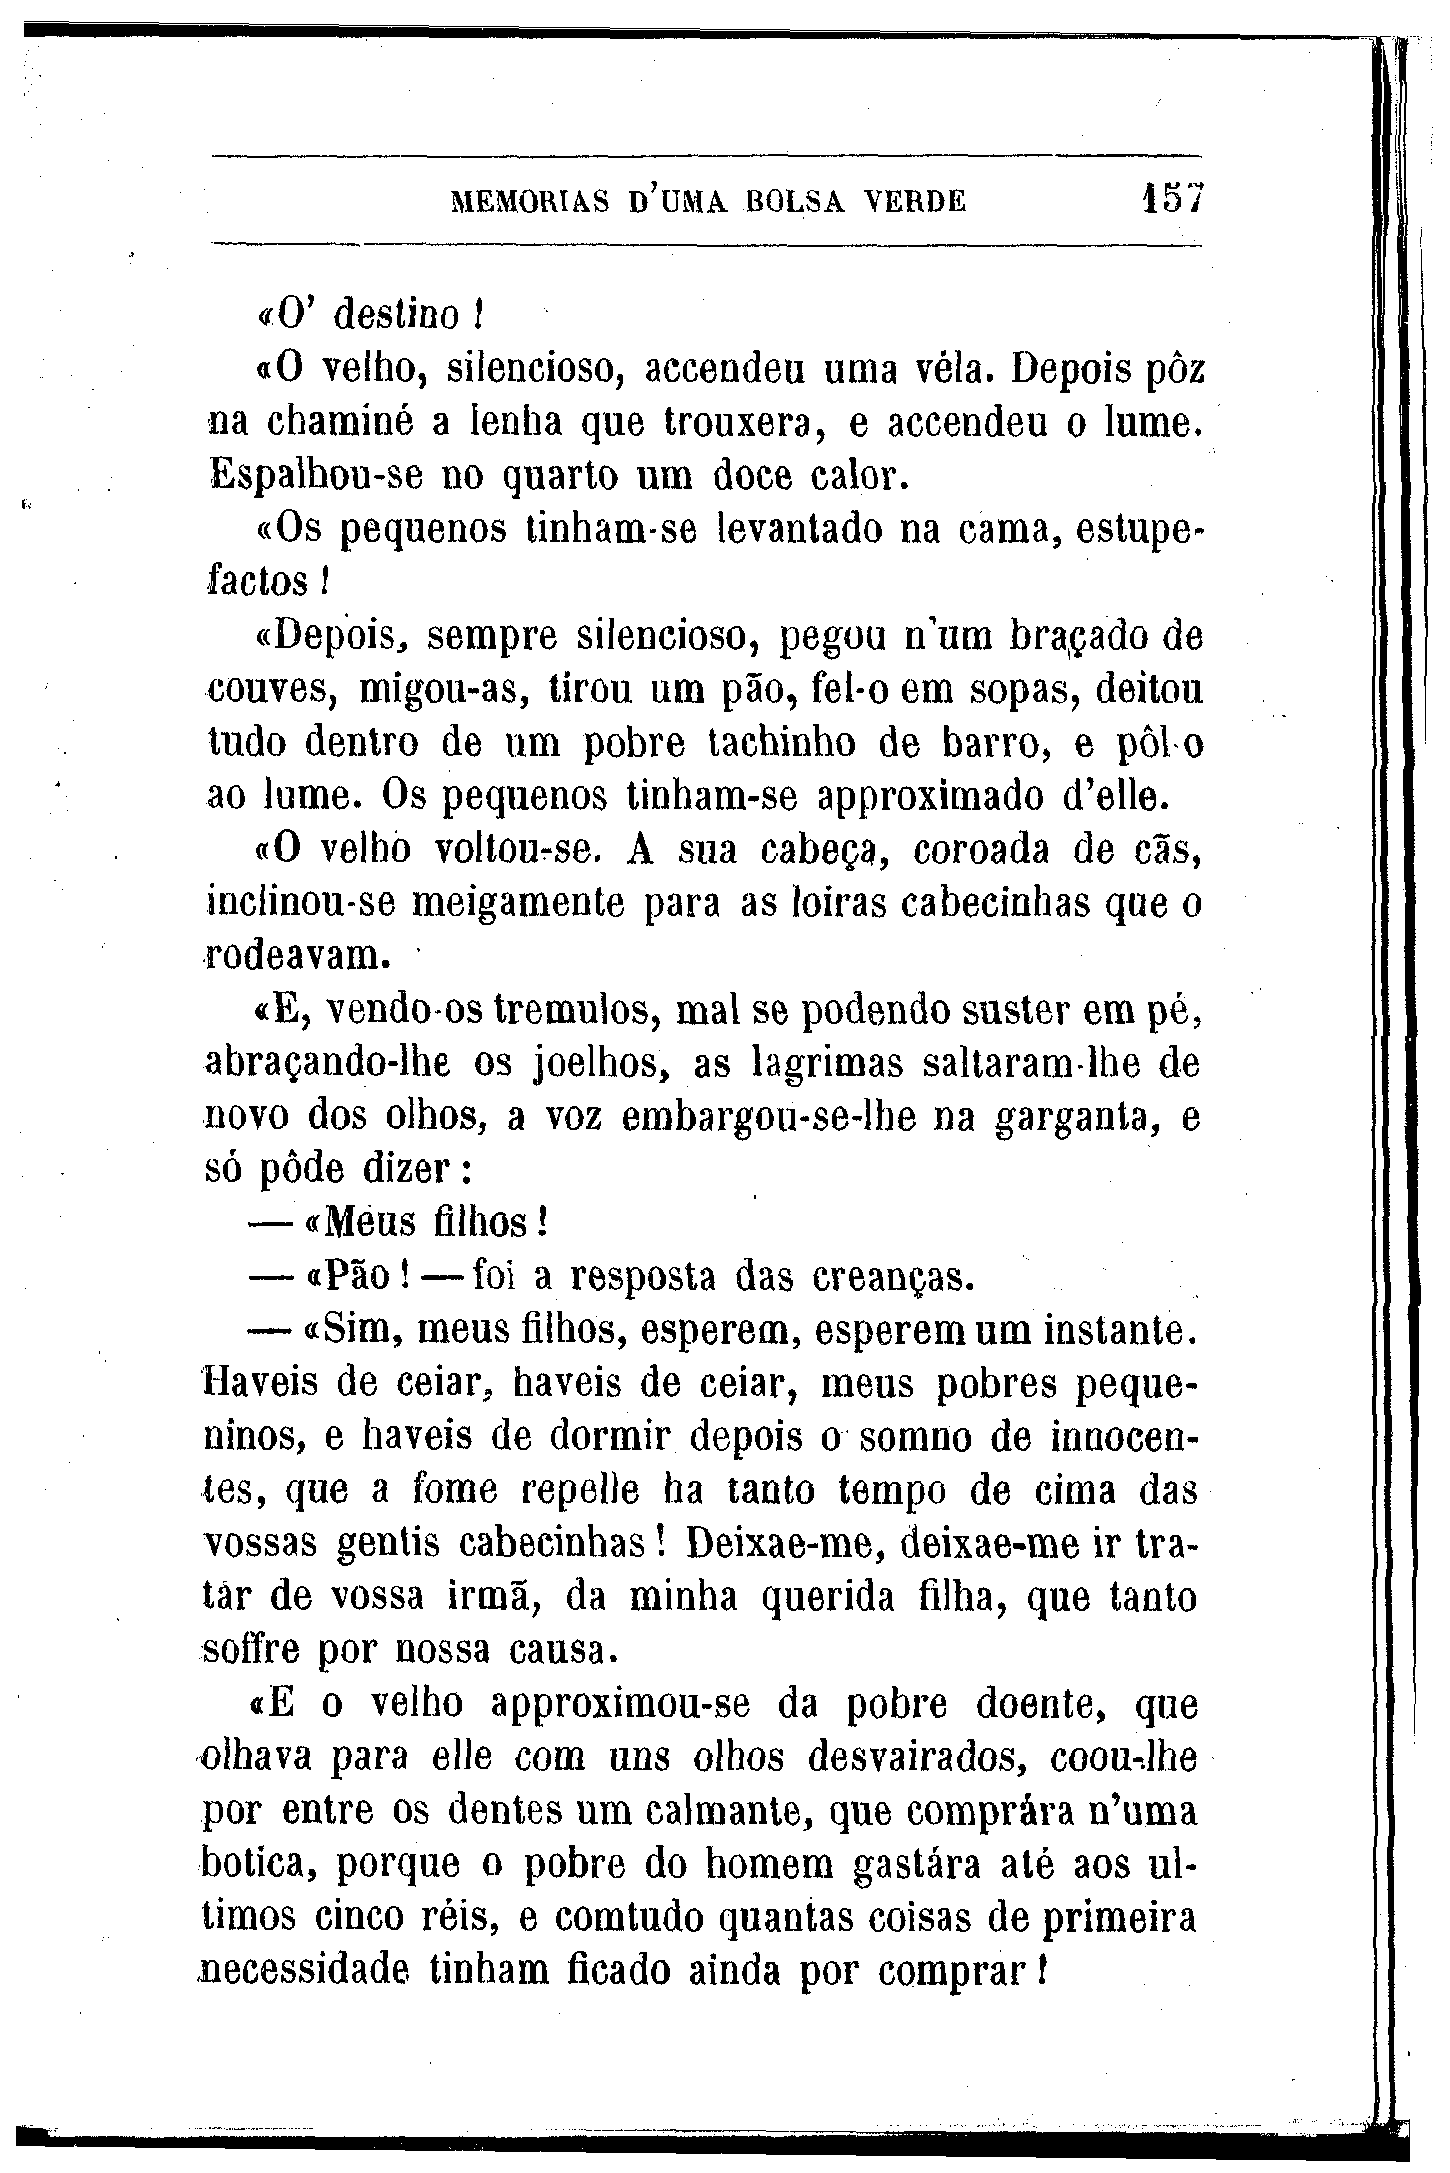 MEMORIAS D'UMA BOLSA VERDE 157
«O' destino !
«O velho, silencioso, accendeu uma véla. Depois pôz
na chaminé a lenha que trouxera, e accendeu o lume.
Espalhou-se no quarto um doce calor.
«Os pequenos tinham-se levantado na cama, estupe-
factos !
«Depois, sempre silencioso, pegou n'um braçado de
couves, migou-as, tirou um pão, fel-o em sopas, deitou
tudo dentro de um pobre tachinho de barro, e pôl-o
ao lume. Os pequenos tinham-se approximado d'elle.
«O velho voltou-se. A sua cabeça, coroada de cãs,
inclinou-se meigamente para as loiras cabecinhas que o
rodeavam.
«E, vendo-os tremulos, mal se podendo suster em pé,
abraçando-lhe os joelhos, as lagrimas saltaram-lhe de
novo dos olhos, a voz embargou-se-lhe na garganta, e
só pôde dizer :
— «Meus filhos !
— «Pão ! — foi a resposta das creanças.
— «Sim, meus filhos, esperem, esperem um instante.
Haveis de ceiar, haveis de ceiar, meus pobres peque-
ninos, e haveis de dormir depois o somno de innocen-
tes, que a fome repelle ha tanto tempo de cima das
vossas gentis cabecinhas ! Deixae-me, deixae-me ir tra-
tar de vossa irmã, da minha querida filha, que tanto
soffre por nossa causa.
«E o velho approximou-se da pobre doente, que
olhava para elle com uns olhos desvairados, coou-lhe
por entre os dentes um calmante, que comprára n'uma
botica, porque o pobre do homem gastára até aos ul-
timos cinco réis, e comtudo quantas coisas de primeira
necessidade tinham ficado ainda por comprar !